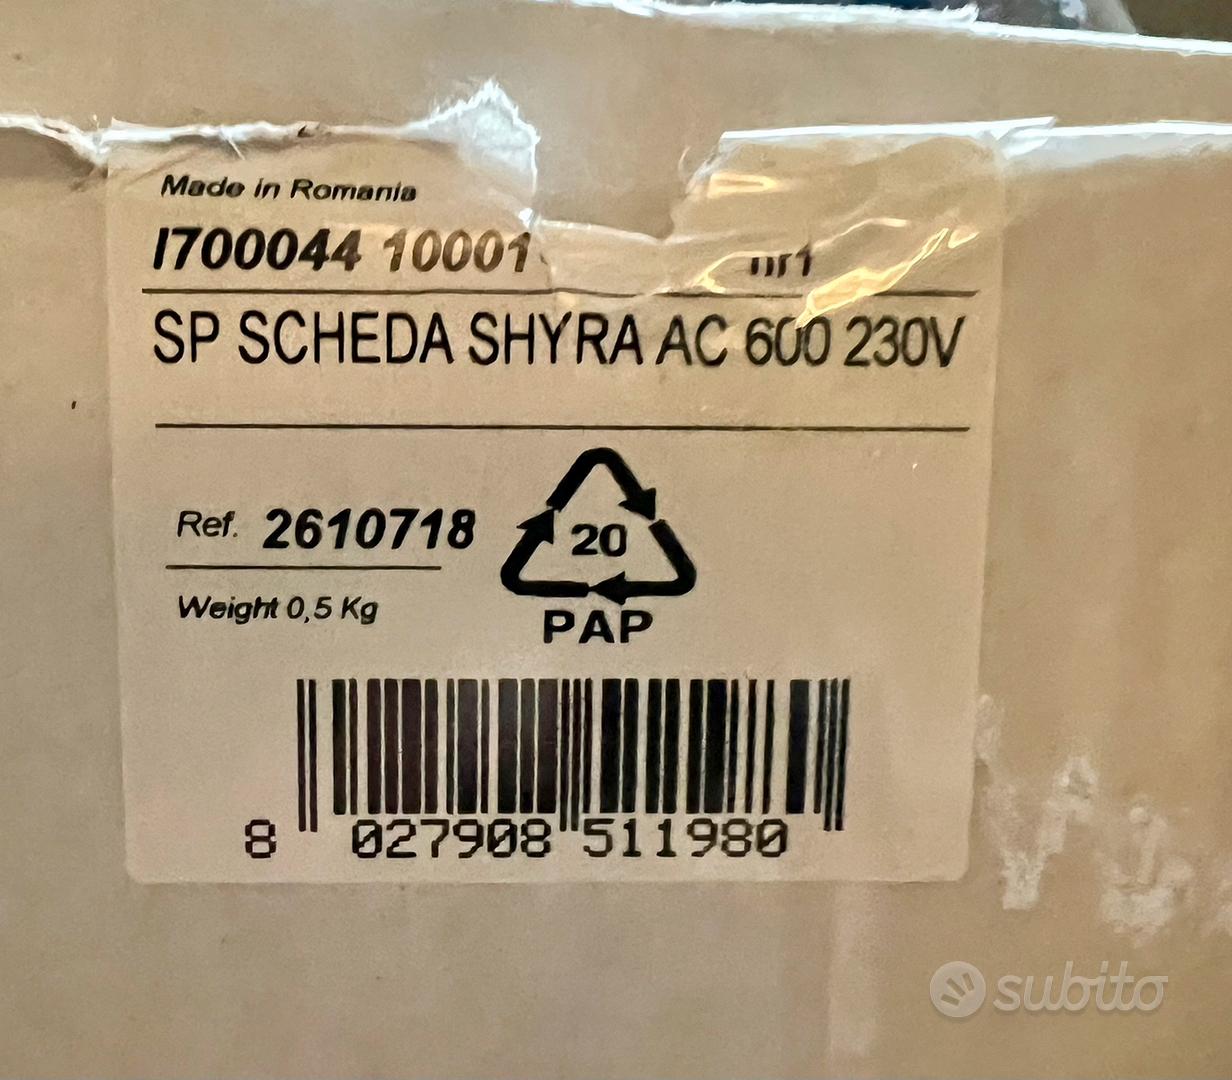 Made in Romania
I700044 10001
nr1
SP SCHEDA SHYRA AC 600 230V
Ref. 2610718
20
Weight 0,5 Kg
PAP
8 027908 511980
subito